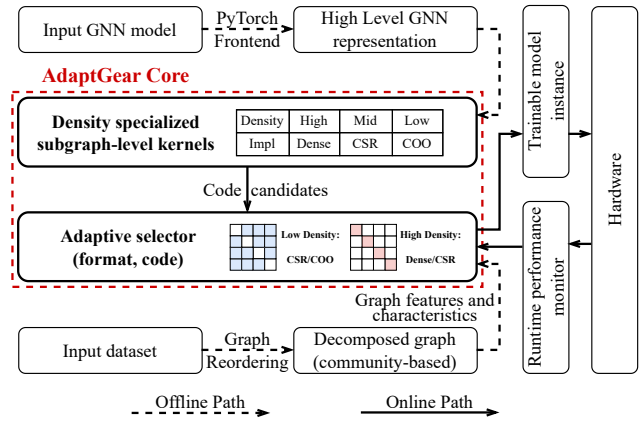 Input GNN model
PyTorch
Frontend
High Level GNN
representation
AdaptGear Core
Density specialized
subgraph-level kernels
Density High Mid Low
Impl Dense CSR COO
Code candidates
Adaptive selector
(format, code)
Low Density:
CSR/COO
High Density:
Dense/CSR
Graph features and
characteristics
Input dataset
Graph
Reordering
Decomposed graph
(community-based)
Trainable model
instance
Runtime performance
monitor
Hardware
Offline Path
Online Path